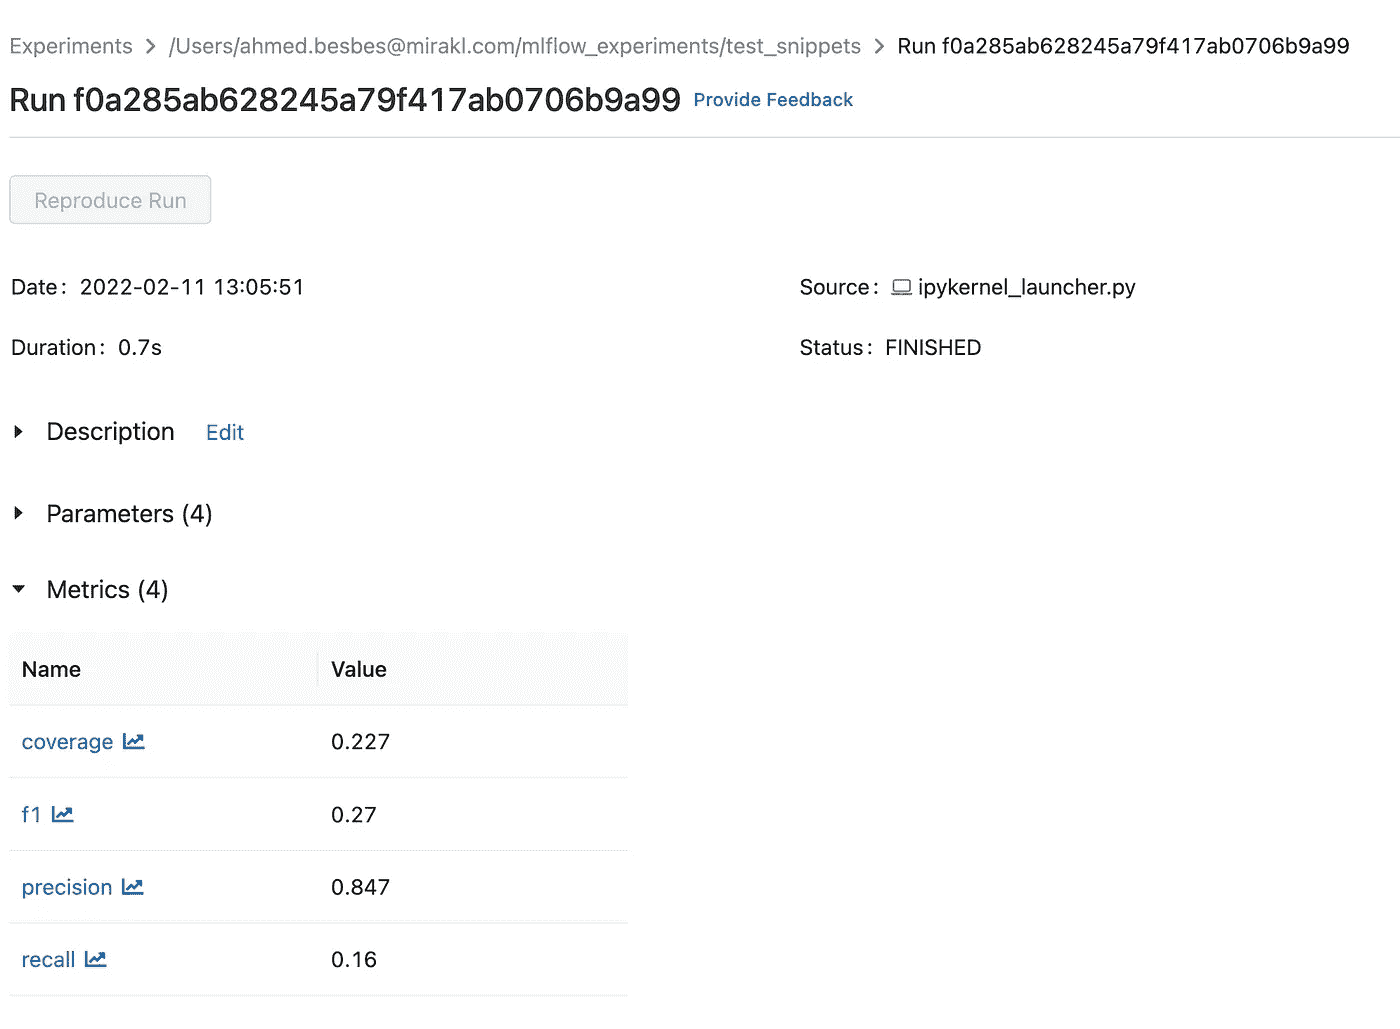 Experiments > /Users/ahmed.besbes@mirakl.com/mlflow_experiments/test_snippets > Run f0a285ab628245a79f417ab0706b9a99
Run f0a285ab628245a79f417ab0706b9a99 Provide Feedback
Reproduce Run
Date: 2022-02-11 13:05:51 Source: ipykernel_launcher.py
Duration: 0.7s Status: FINISHED
Description Edit
Parameters (4)
Metrics (4)
Name Value
coverage 0.227
f1 0.27
precision 0.847
recall 0.16